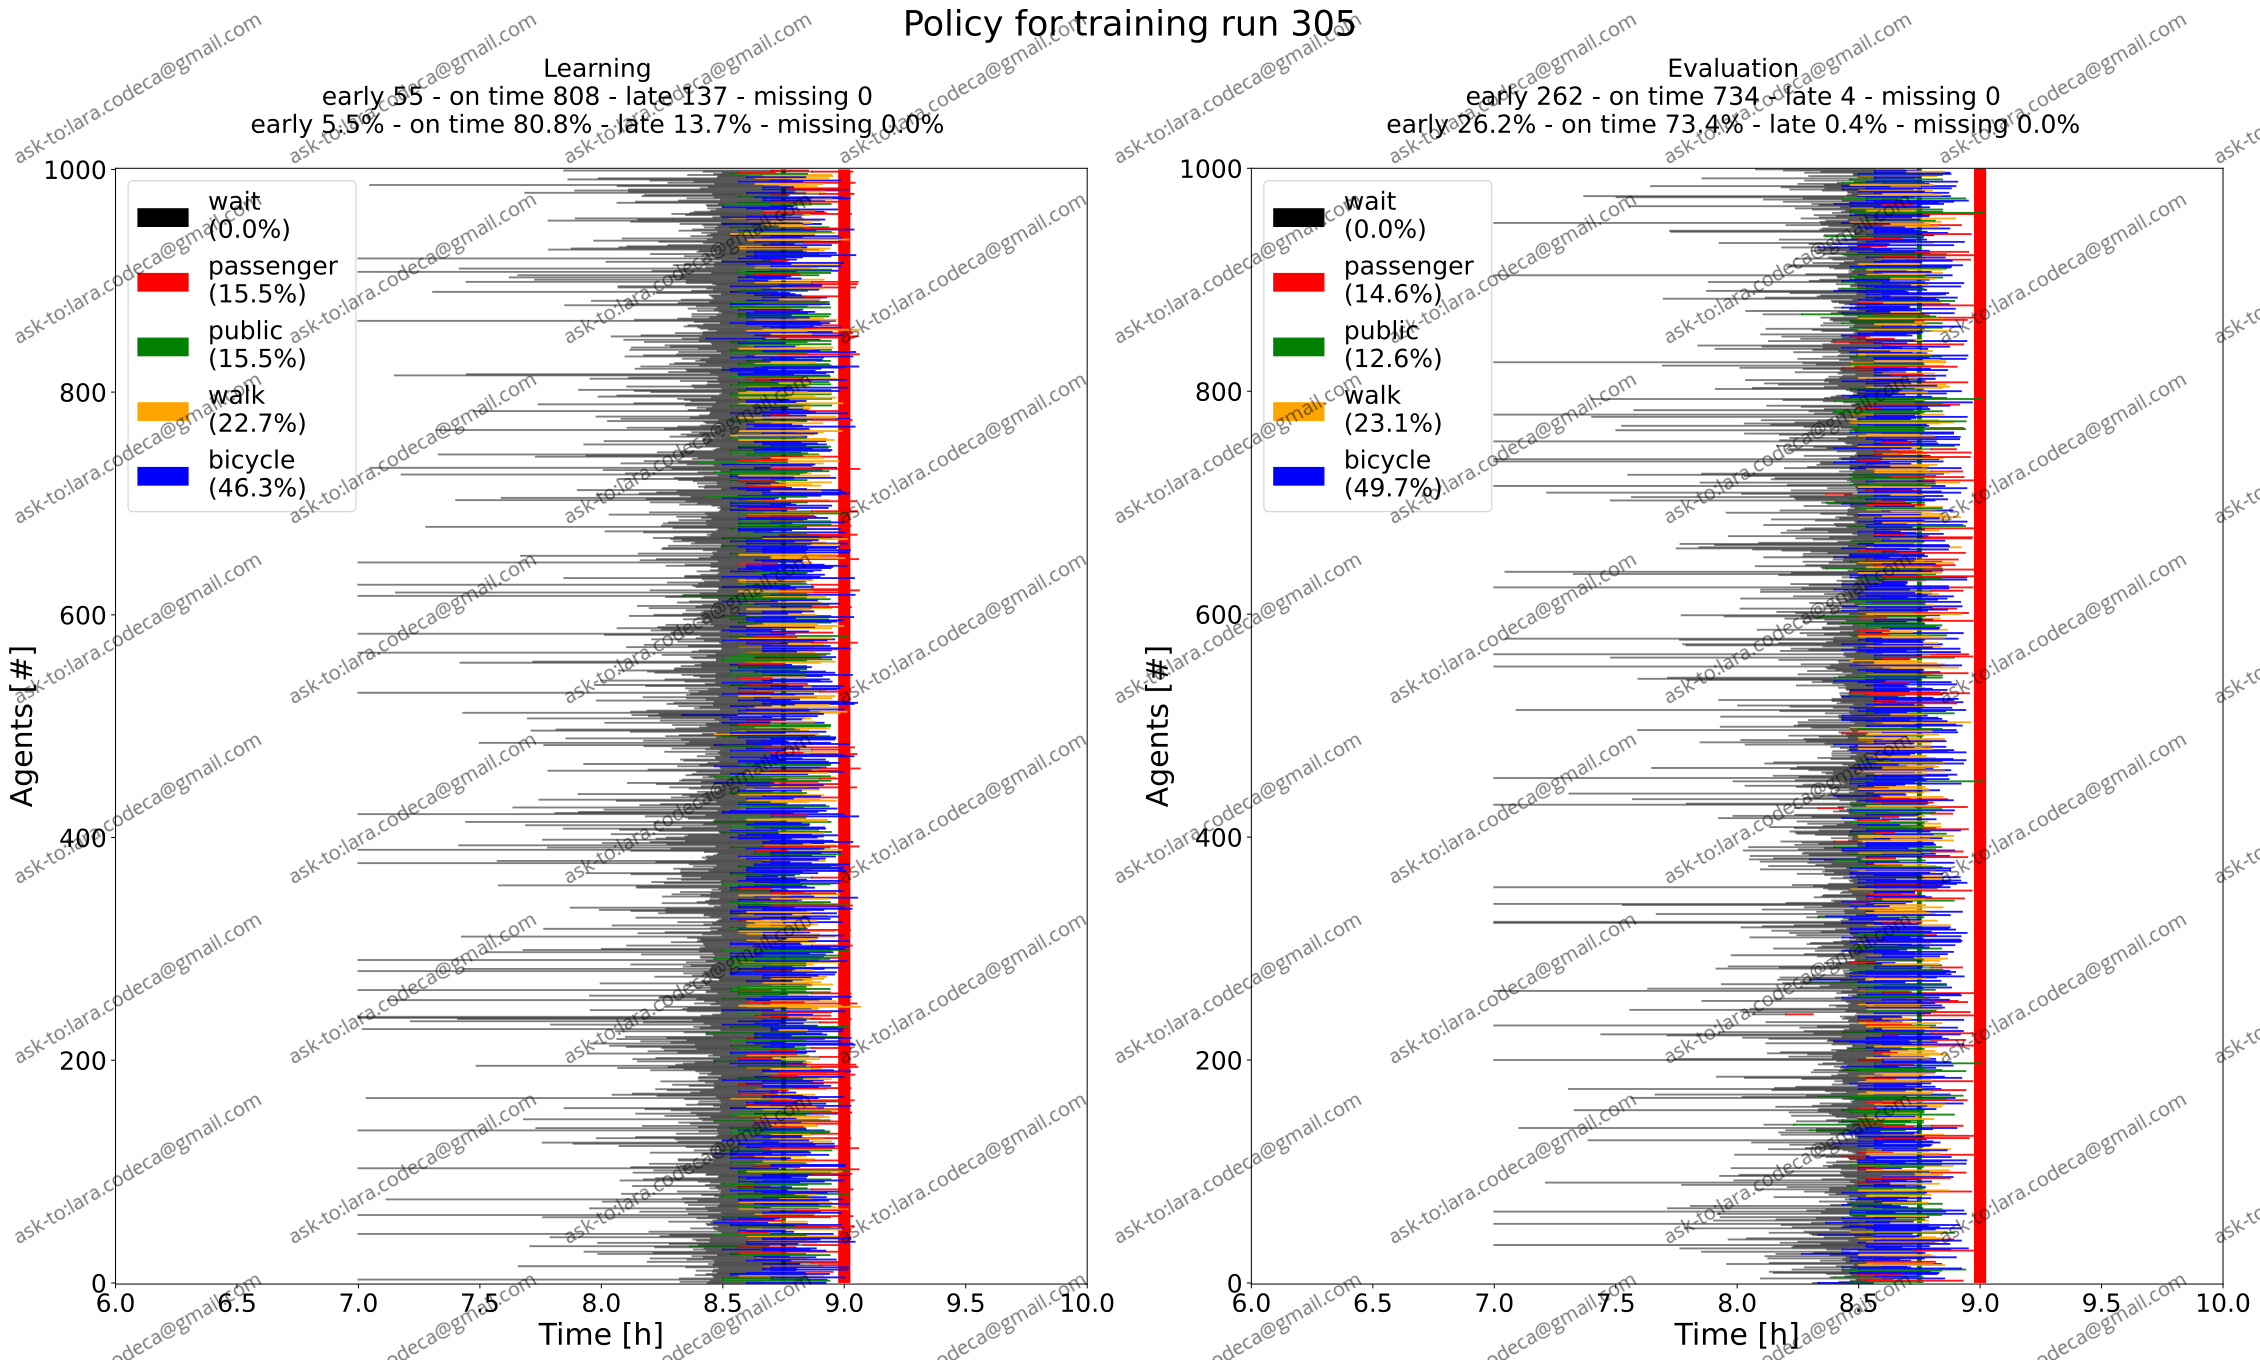 Policy for training run 305
Learning
early 55 - on time 808 - late 137 - missing 0
early 5.5% - on time 80.8% - late 13.7% - missing 0.0%
1000
800
600
400
200
0
Agents [#]
wait
(0.0%)
passenger
(15.5%)
public
(15.5%)
walk
(22.7%)
bicycle
(46.3%)
6.0 6.5 7.0 7.5 8.0 8.5 9.0 9.5 10.0
Time [h]
Evaluation
early 262 - on time 734 - late 4 - missing 0
early 26.2% - on time 73.4% - late 0.4% - missing 0.0%
1000
800
600
400
200
0
Agents [#]
wait
(0.0%)
passenger
(14.6%)
public
(12.6%)
walk
(23.1%)
bicycle
(49.7%)
6.0 6.5 7.0 7.5 8.0 8.5 9.0 9.5 10.0
Time [h]
ask-to:lara.codeca@gmail.com